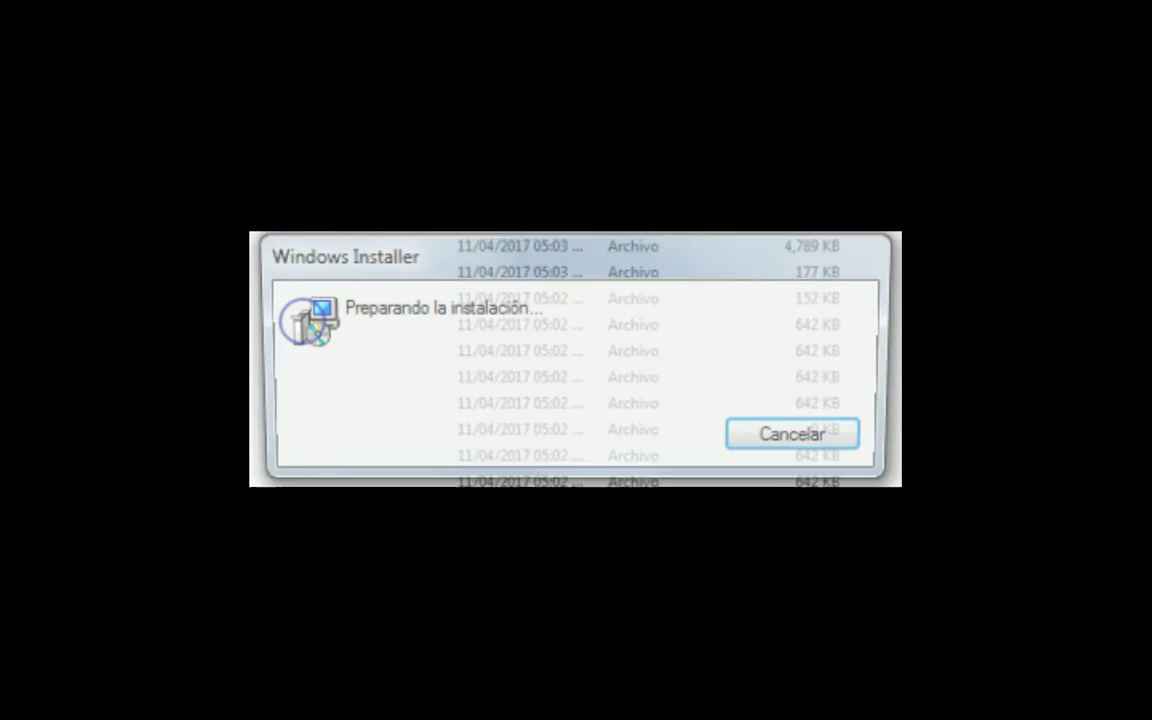 11/04/2017 05:03 ... Archivo 4,789 KB
Windows Installer
11/04/2017 05:03 ... Archivo 177 KB
11/04/2017 05:02 ... Archivo 152 KB
Preparando la instalación...
11/04/2017 05:02 ... Archivo 642 KB
11/04/2017 05:02 ... Archivo 642 KB
11/04/2017 05:02 ... Archivo 642 KB
11/04/2017 05:02 ... Archivo 642 KB
11/04/2017 05:02 ... Archivo KB
Cancelar
11/04/2017 05:02 ... Archivo 642 KB
11/04/2017 05:02 ... Archivo 642 KB